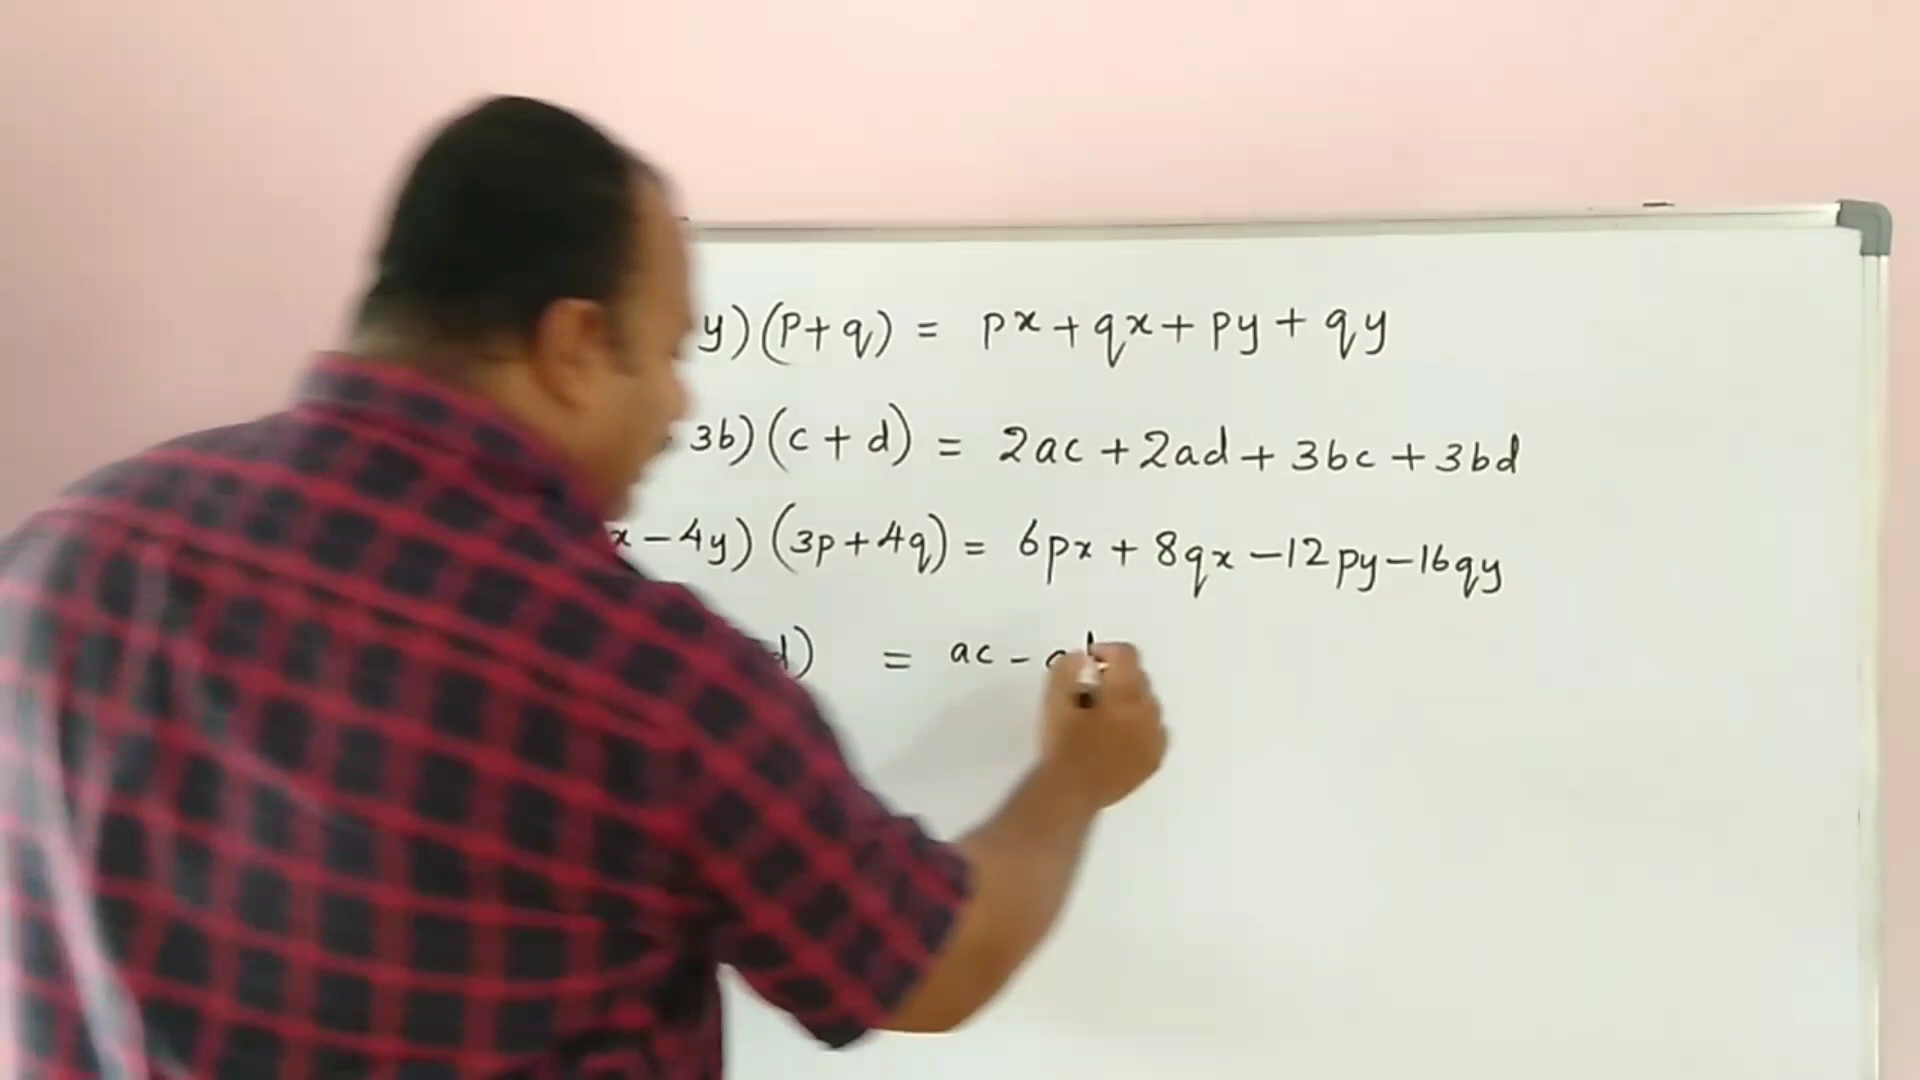 y)(p+q) = px+qx+py+qy
3b)(c+d) = 2ac+2ad+3bc+3bd
x-4y)(3p+4q) = 6px+8qx-12py-16qy
d) = ac-